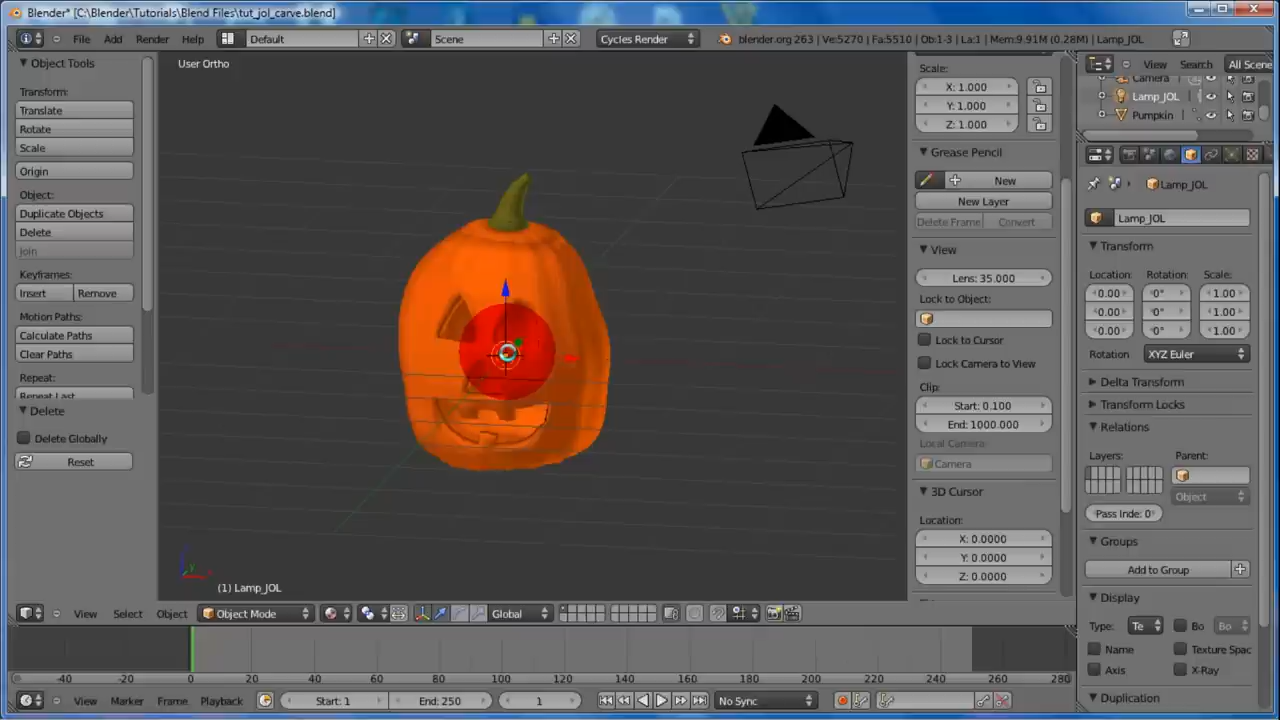 Blender* [C:\Blender\Tutorials\Blend Files\tut_jol_carve.blend]
File Add Render Help Default Scene Cycles Render blender.org 263 | Ve:5270 | Fa:5510 | Ob:1-3 | La:1 | Mem:9.91M (0.28M) | Lamp_JOL
Object Tools
Transform:
Translate
Rotate
Scale
Origin
Object:
Duplicate Objects
Delete
Join
Keyframes:
Insert Remove
Motion Paths:
Calculate Paths
Clear Paths
Repeat:
Repeat Last
Delete
Delete Globally
Reset
User Ortho
(1) Lamp_JOL
Scale:
X: 1.000
Y: 1.000
Z: 1.000
Grease Pencil
New
New Layer
Delete Frame Convert
View
Lens: 35.000
Lock to Object:
Lock to Cursor
Lock Camera to View
Clip:
Start: 0.100
End: 1000.000
Local Camera:
Camera
3D Cursor
Location:
X: 0.0000
Y: 0.0000
Z: 0.0000
View Search All Scene
Camera
Lamp_JOL
Pumpkin
Lamp_JOL
Lamp_JOL
Transform
Location: Rotation: Scale:
0.00 0° 1.00
0.00 0° 1.00
0.00 0° 1.00
Rotation XYZ Euler
Delta Transform
Transform Locks
Relations
Layers: Parent:
Object
Pass Inde: 0
Groups
Add to Group
Display
Type: Te Bo Bo
Name Texture Spac
Axis X-Ray
Duplication
View Select Object Object Mode Global
-40 -20 0 20 40 60 80 100 120 140 160 180 200 220 240 260 280
View Marker Frame Playback Start: 1 End: 250 1 No Sync